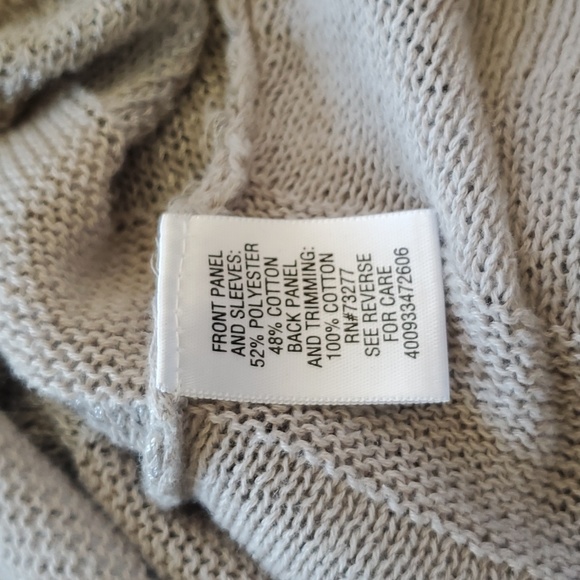 FRONT PANEL
AND SLEEVES:
52% POLYESTER
48% COTTON
BACK PANEL
AND TRIMMING:
100% COTTON
RN#73277
SEE REVERSE
FOR CARE
400933472606